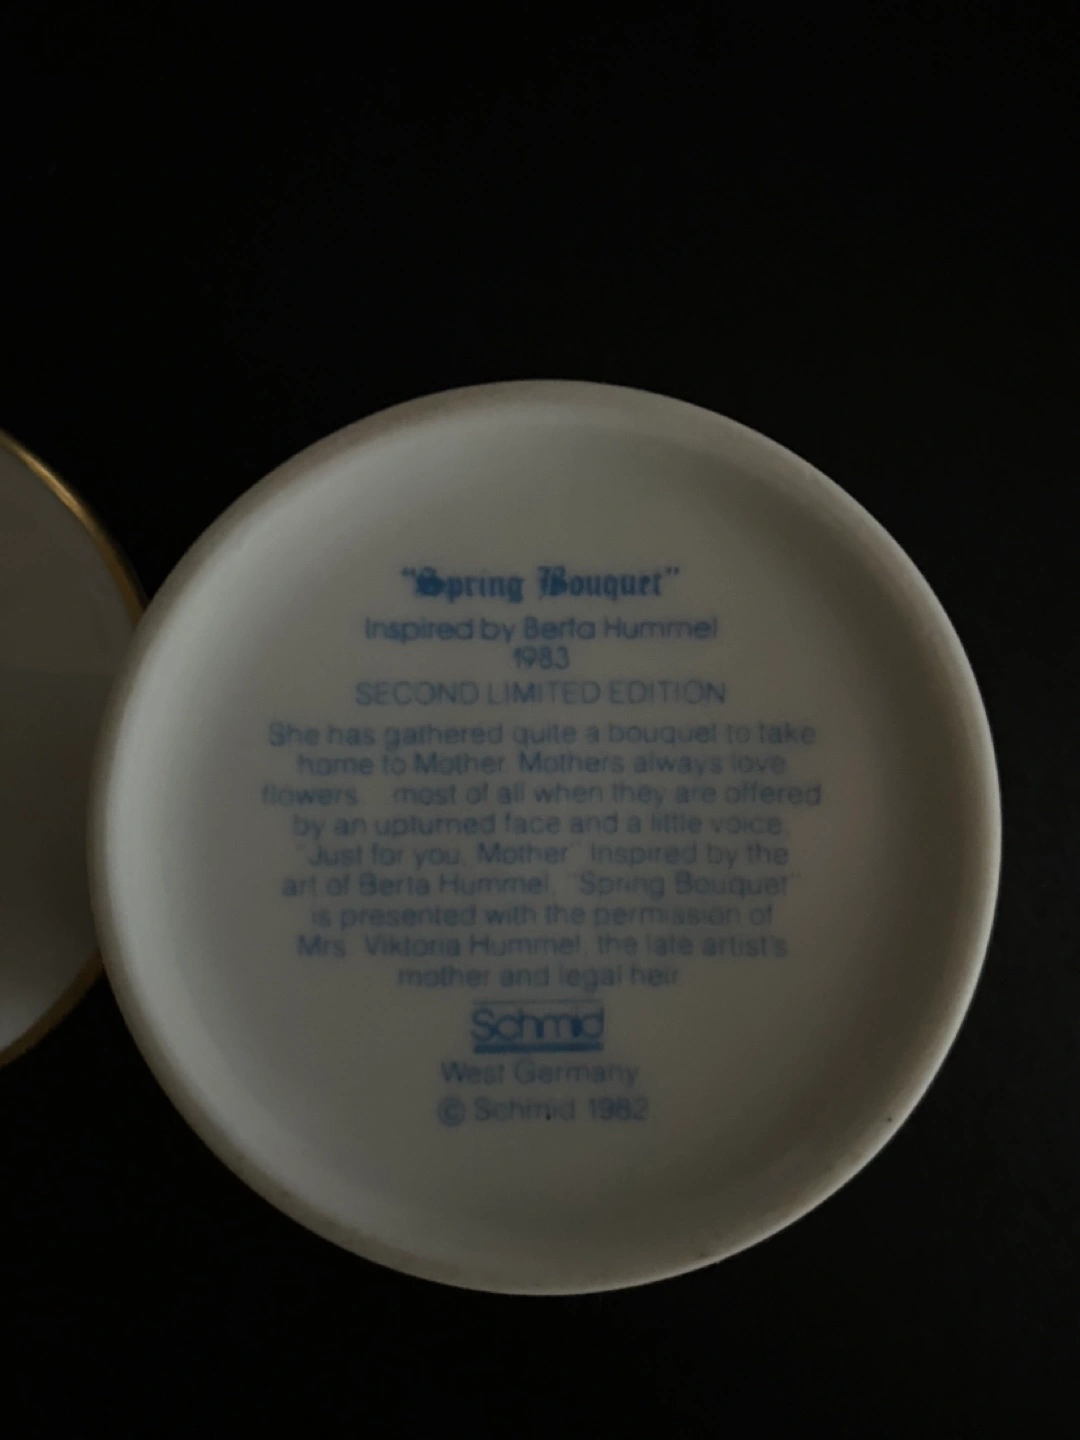 "Spring Bouquet"
Inspired by Berta Hummel
1983
SECOND LIMITED EDITION
She has gathered quite a bouquet to take
home to Mother. Mothers always love
flowers... most of all when they are offered
by an upturned face and a little voice,
"Just for you, Mother" Inspired by the
art of Berta Hummel, "Spring Bouquet"
is presented with the permission of
Mrs. Viktoria Hummel, the late artist's
mother and legal heir.
Schmid
West Germany
© Schmid 1982